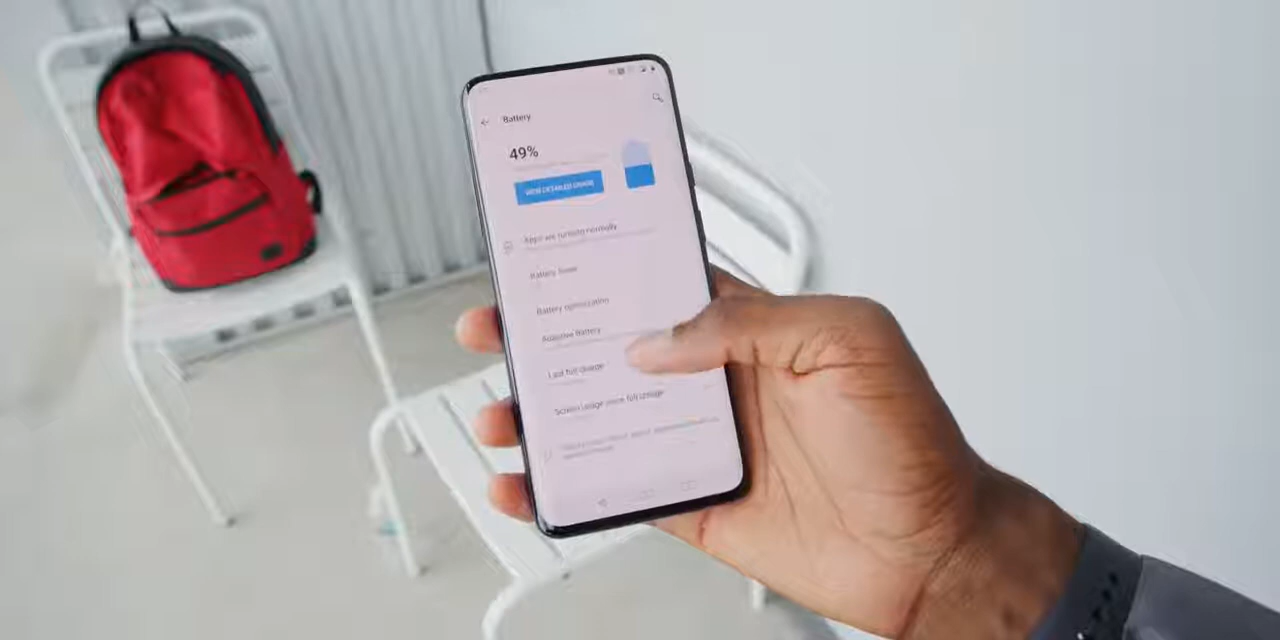 Battery
49%
VIEW DETAILED USAGE
Apps are running normally
Battery Saver
Battery optimization
Adaptive Battery
Last full charge
Screen usage since full charge